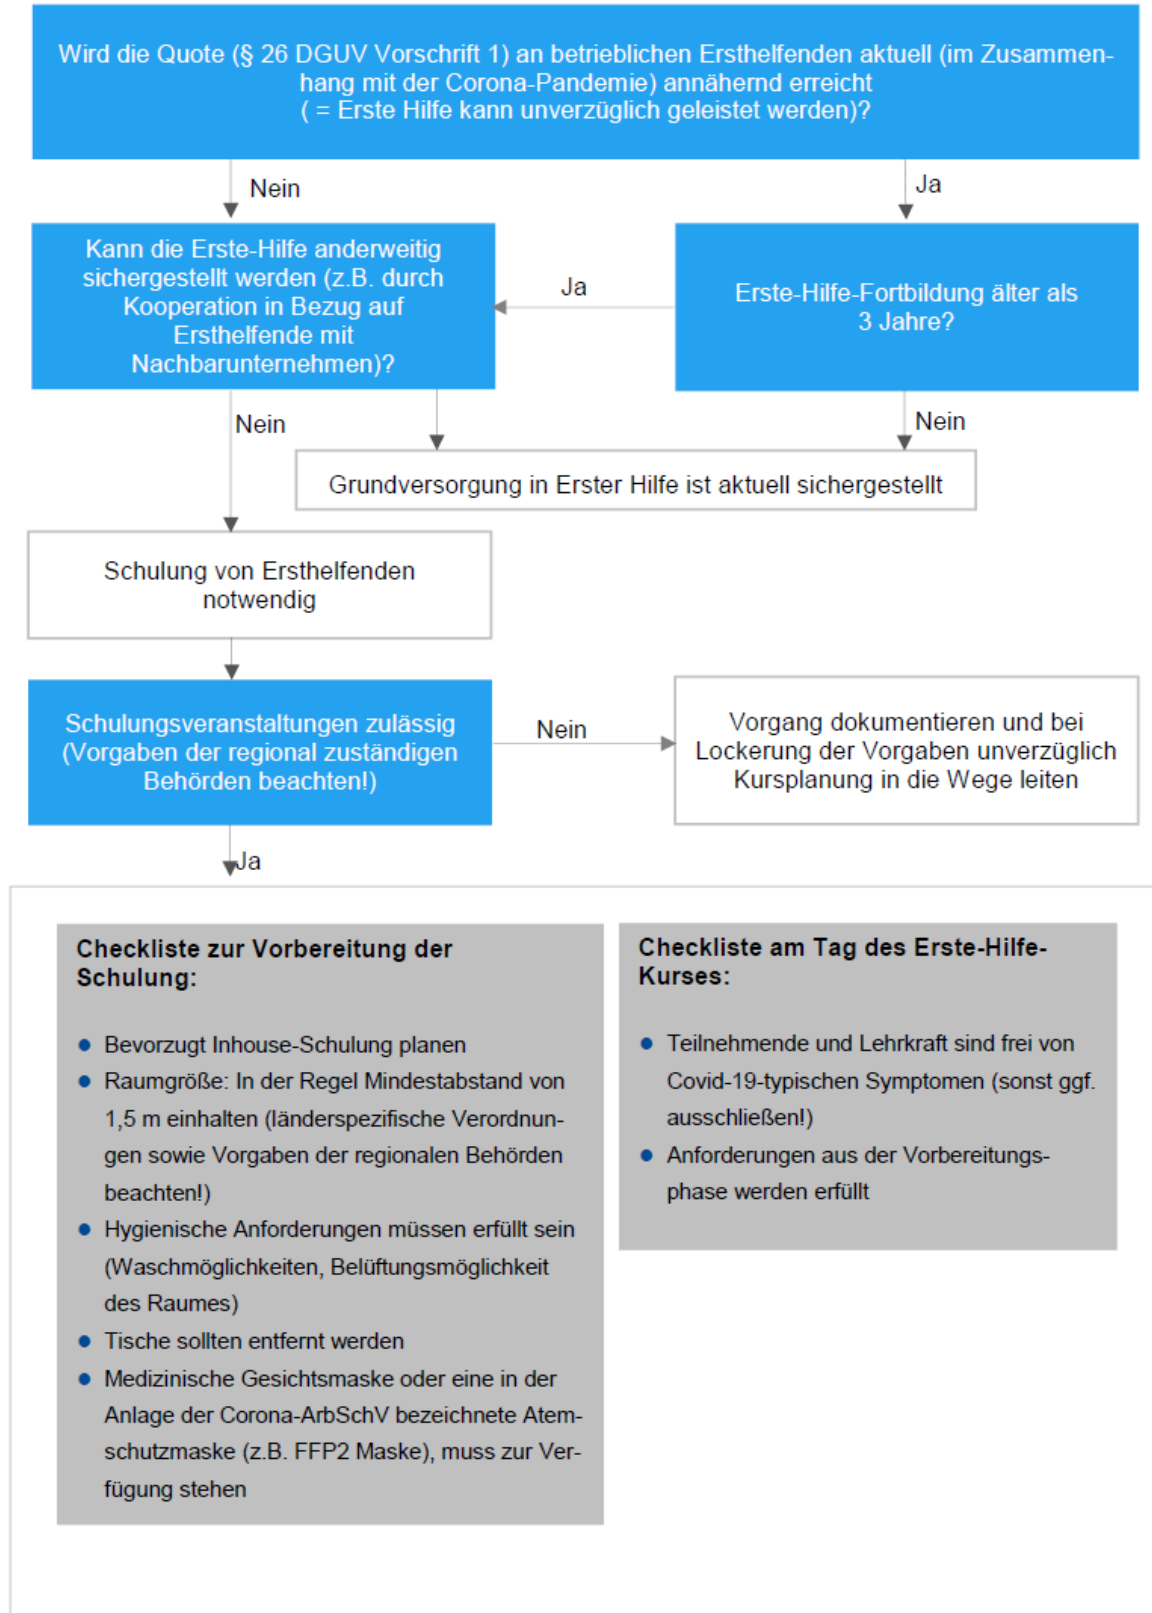 Wird die Quote (§ 26 DGUV Vorschrift 1) an betrieblichen Ersthelfenden aktuell (im Zusammen-
hang mit der Corona-Pandemie) annähernd erreicht
( = Erste Hilfe kann unverzüglich geleistet werden)?
Nein
Ja
Kann die Erste-Hilfe anderweitig
sichergestellt werden (z.B. durch
Kooperation in Bezug auf
Ersthelfende mit
Nachbarunternehmen)?
Ja
Erste-Hilfe-Fortbildung älter als
3 Jahre?
Nein
Nein
Grundversorgung in Erster Hilfe ist aktuell sichergestellt
Schulung von Ersthelfenden
notwendig
Schulungsveranstaltungen zulässig
(Vorgaben der regional zuständigen
Behörden beachten!)
Nein
Vorgang dokumentieren und bei
Lockerung der Vorgaben unverzüglich
Kursplanung in die Wege leiten
Ja
Checkliste zur Vorbereitung der
Schulung:
● Bevorzugt Inhouse-Schulung planen
● Raumgröße: In der Regel Mindestabstand von
1,5 m einhalten (länderspezifische Verordnun-
gen sowie Vorgaben der regionalen Behörden
beachten!)
● Hygienische Anforderungen müssen erfüllt sein
(Waschmöglichkeiten, Belüftungsmöglichkeit
des Raumes)
● Tische sollten entfernt werden
● Medizinische Gesichtsmaske oder eine in der
Anlage der Corona-ArbSchV bezeichnete Atem-
schutzmaske (z.B. FFP2 Maske), muss zur Ver-
fügung stehen
Checkliste am Tag des Erste-Hilfe-
Kurses:
● Teilnehmende und Lehrkraft sind frei von
Covid-19-typischen Symptomen (sonst ggf.
ausschließen!)
● Anforderungen aus der Vorbereitungs-
phase werden erfüllt